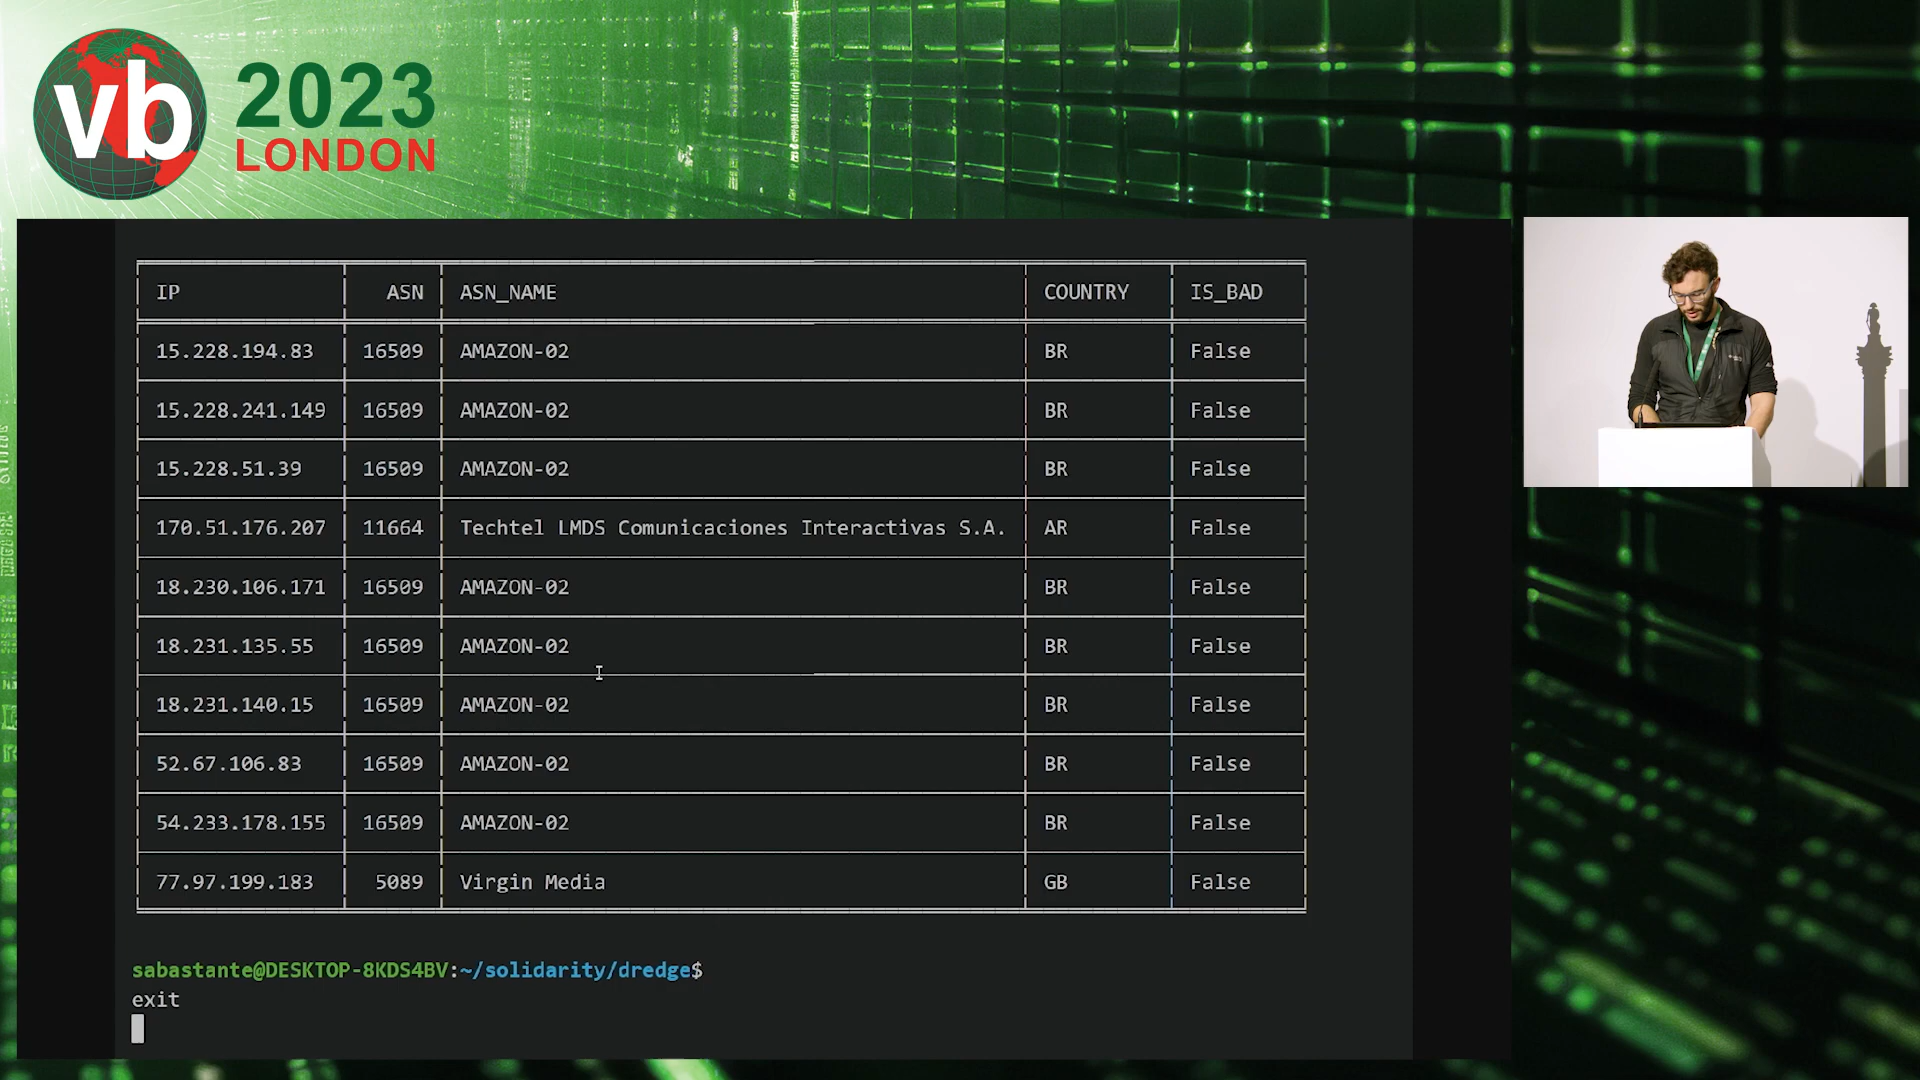 vb 2023
LONDON
IP ASN ASN_NAME COUNTRY IS_BAD
15.228.194.83 16509 AMAZON-02 BR False
15.228.241.149 16509 AMAZON-02 BR False
15.228.51.39 16509 AMAZON-02 BR False
170.51.176.207 11664 Techtel LMDS Comunicaciones Interactivas S.A. AR False
18.230.106.171 16509 AMAZON-02 BR False
18.231.135.55 16509 AMAZON-02 BR False
18.231.140.15 16509 AMAZON-02 BR False
52.67.106.83 16509 AMAZON-02 BR False
54.233.178.155 16509 AMAZON-02 BR False
77.97.199.183 5089 Virgin Media GB False
sabastante@DESKTOP-8KDS4BV:~/solidarity/dredge$
exit